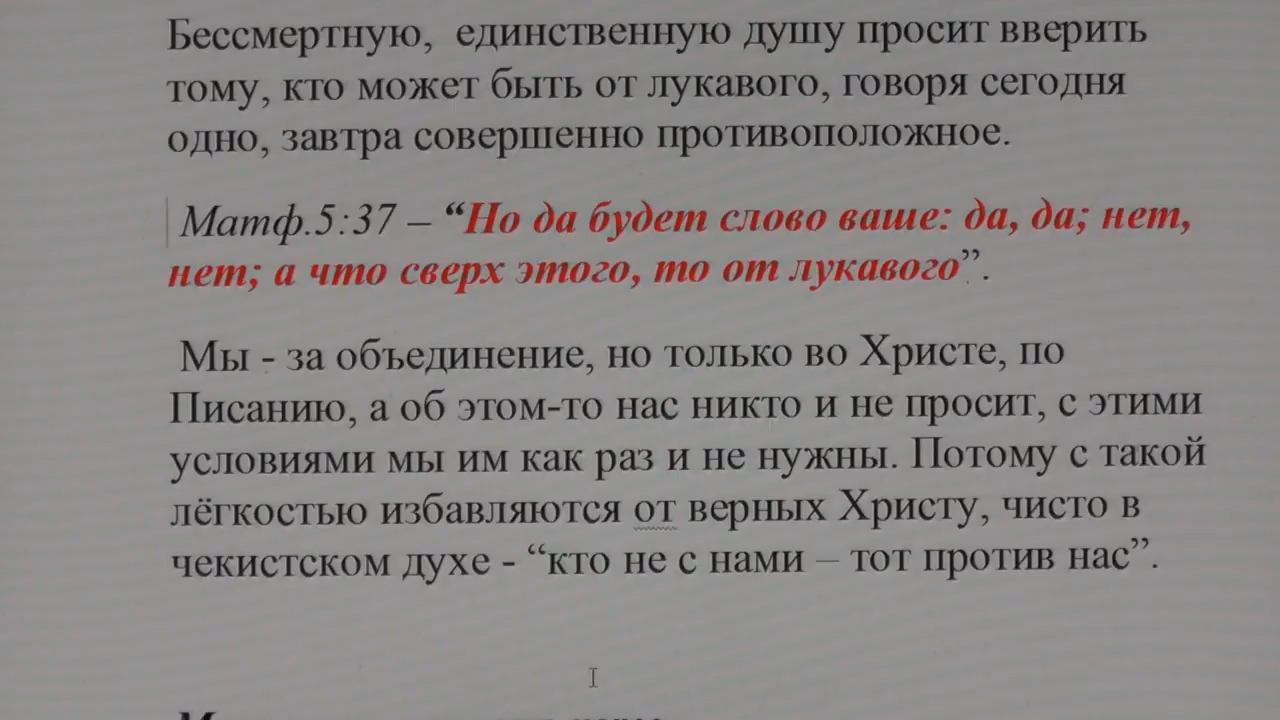 Бессмертную,  единственную душу просит вверить
тому, кто может быть от лукавого, говоря сегодня
одно, завтра совершенно противоположное.
Матф.5:37 – “Но да будет слово ваше: да, да; нет,
нет; а что сверх этого, то от лукавого”.
Мы - за объединение, но только во Христе, по
Писанию, а об этом-то нас никто и не просит, с этими
условиями мы им как раз и не нужны. Потому с такой
лёгкостью избавляются от верных Христу, чисто в
чекистском духе - “кто не с нами – тот против нас”.